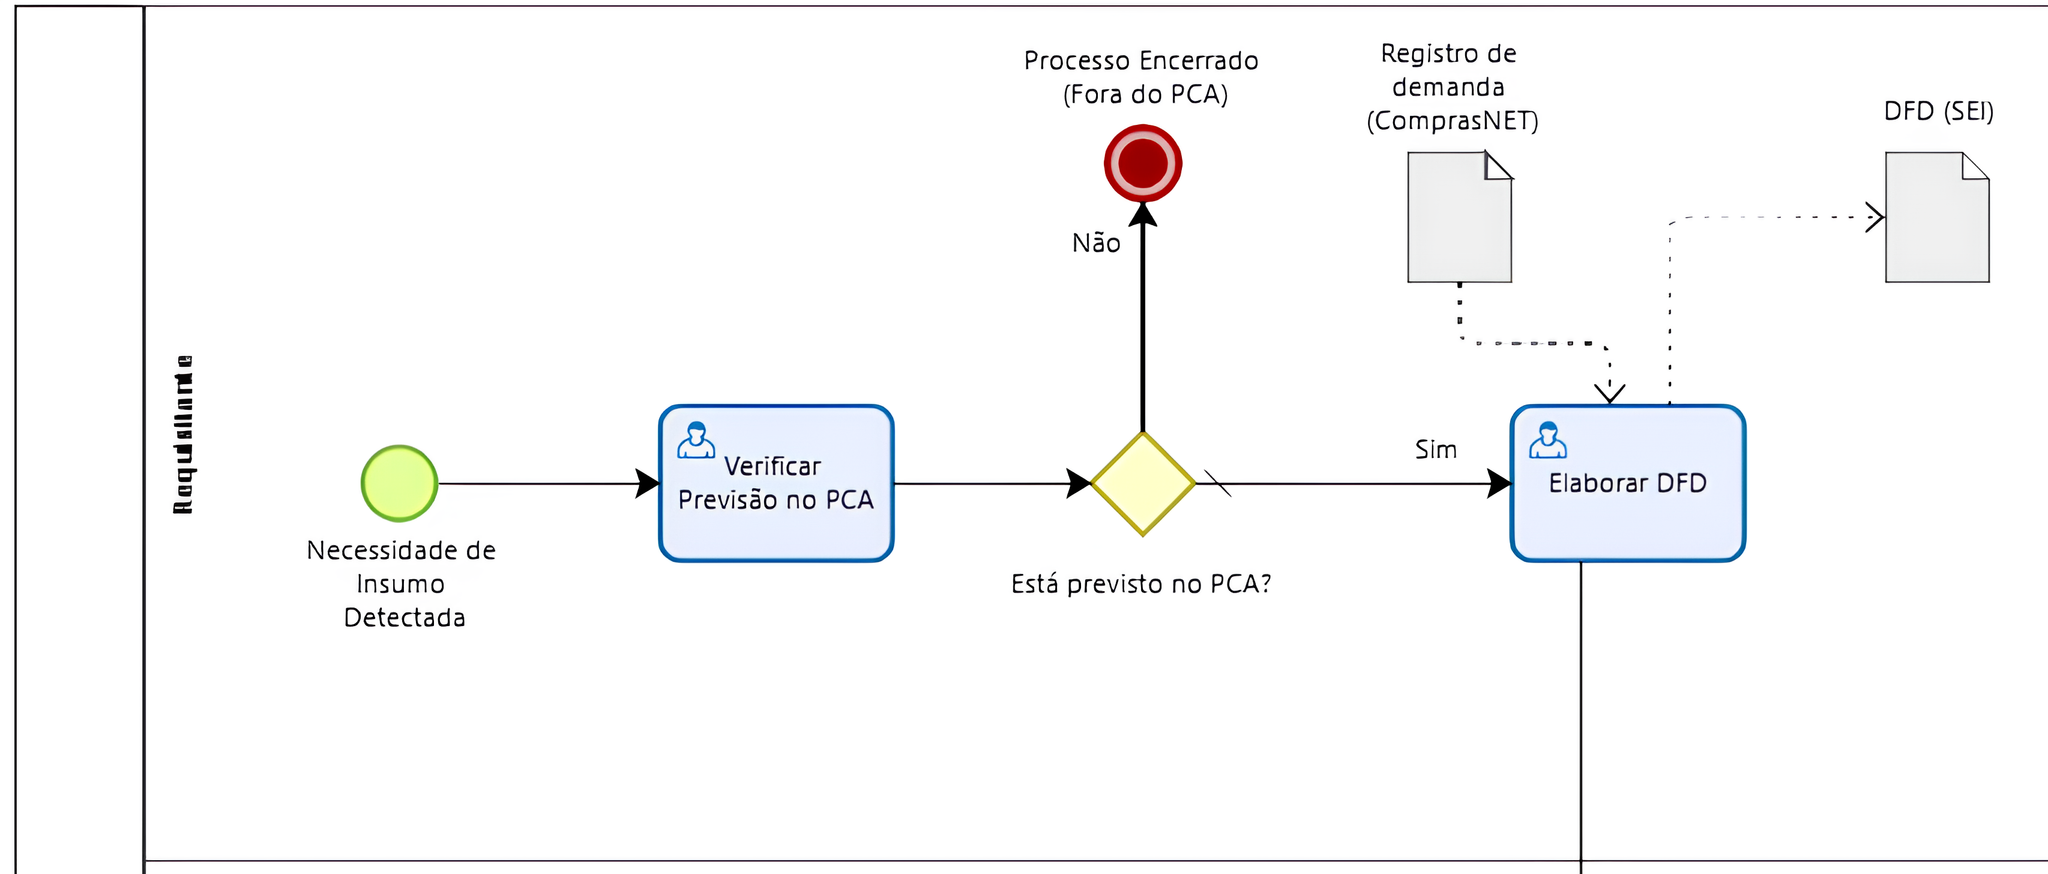 Requisitante
Necessidade de
Insumo
Detectada
Verificar
Previsão no PCA
Processo Encerrado
(Fora do PCA)
Não
Está previsto no PCA?
Sim
Registro de
demanda
(ComprasNET)
Elaborar DFD
DFD (SEI)